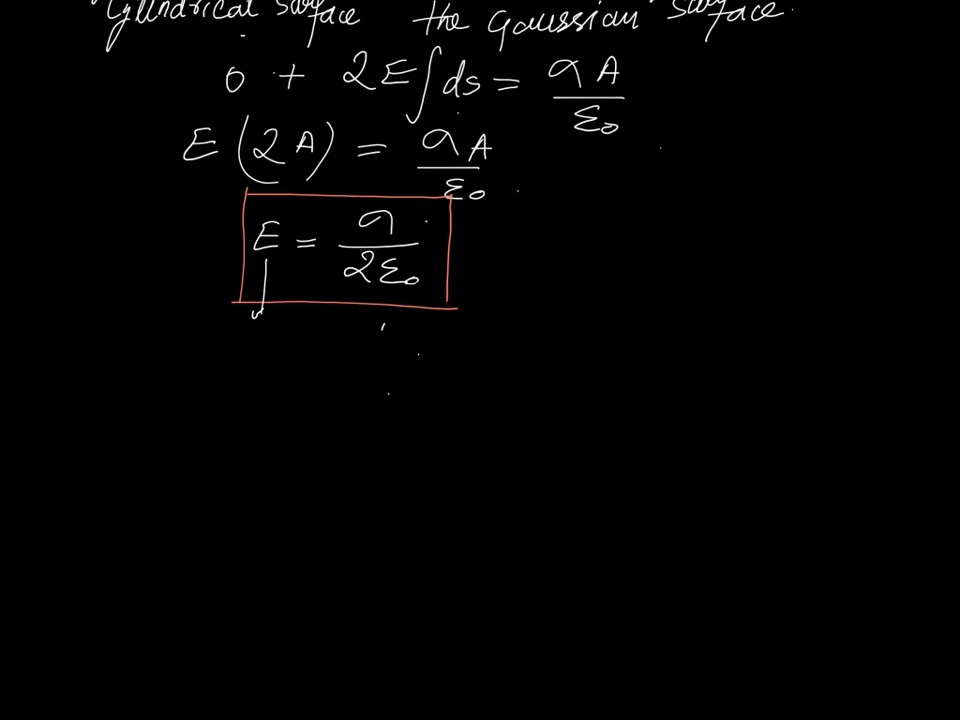 Cylindrical surface the Gaussian surface.
0 + 2E∫ds = σA/ε₀
E(2A) = σA/ε₀
E = σ/2ε₀